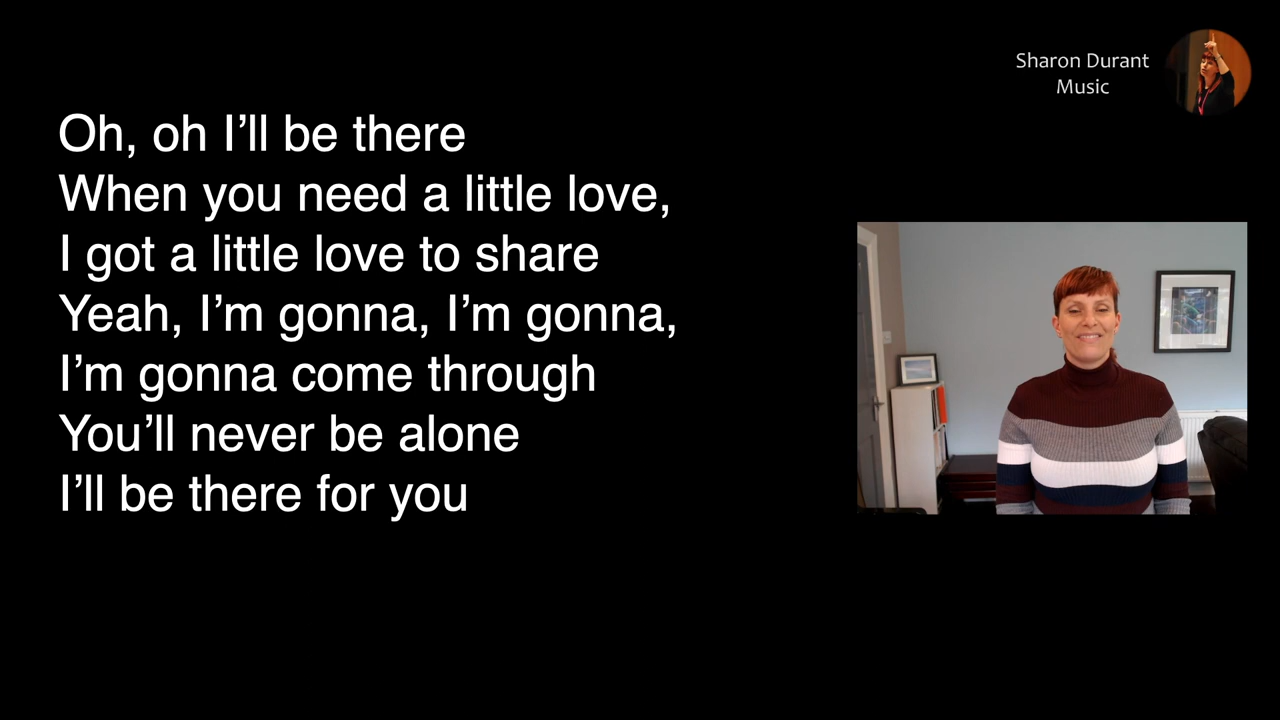 Sharon Durant
Music
Oh, oh I’ll be there
When you need a little love,
I got a little love to share
Yeah, I’m gonna, I’m gonna,
I’m gonna come through
You’ll never be alone
I’ll be there for you